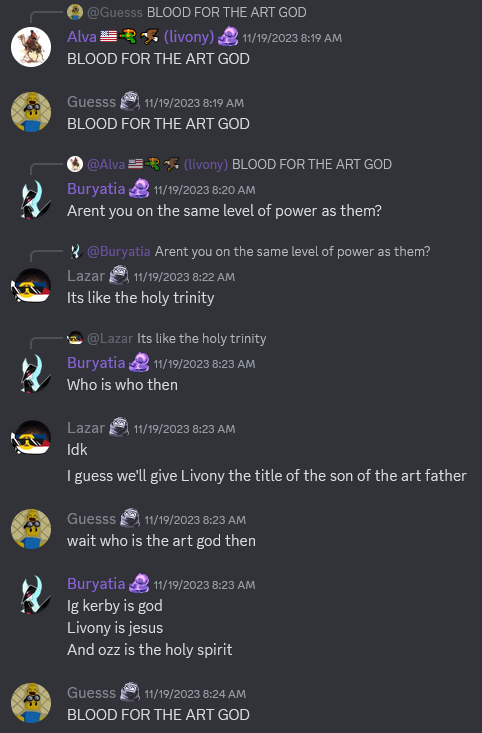 @Guesss BLOOD FOR THE ART GOD
Alva (livony) 11/19/2023 8:19 AM
BLOOD FOR THE ART GOD
Guesss 11/19/2023 8:19 AM
BLOOD FOR THE ART GOD
@Alva (livony) BLOOD FOR THE ART GOD
Buryatia 11/19/2023 8:20 AM
Arent you on the same level of power as them?
@Buryatia Arent you on the same level of power as them?
Lazar 11/19/2023 8:22 AM
Its like the holy trinity
@Lazar Its like the holy trinity
Buryatia 11/19/2023 8:23 AM
Who is who then
Lazar 11/19/2023 8:23 AM
Idk
I guess we'll give Livony the title of the son of the art father
Guesss 11/19/2023 8:23 AM
wait who is the art god then
Buryatia 11/19/2023 8:23 AM
Ig kerby is god
Livony is jesus
And ozz is the holy spirit
Guesss 11/19/2023 8:24 AM
BLOOD FOR THE ART GOD